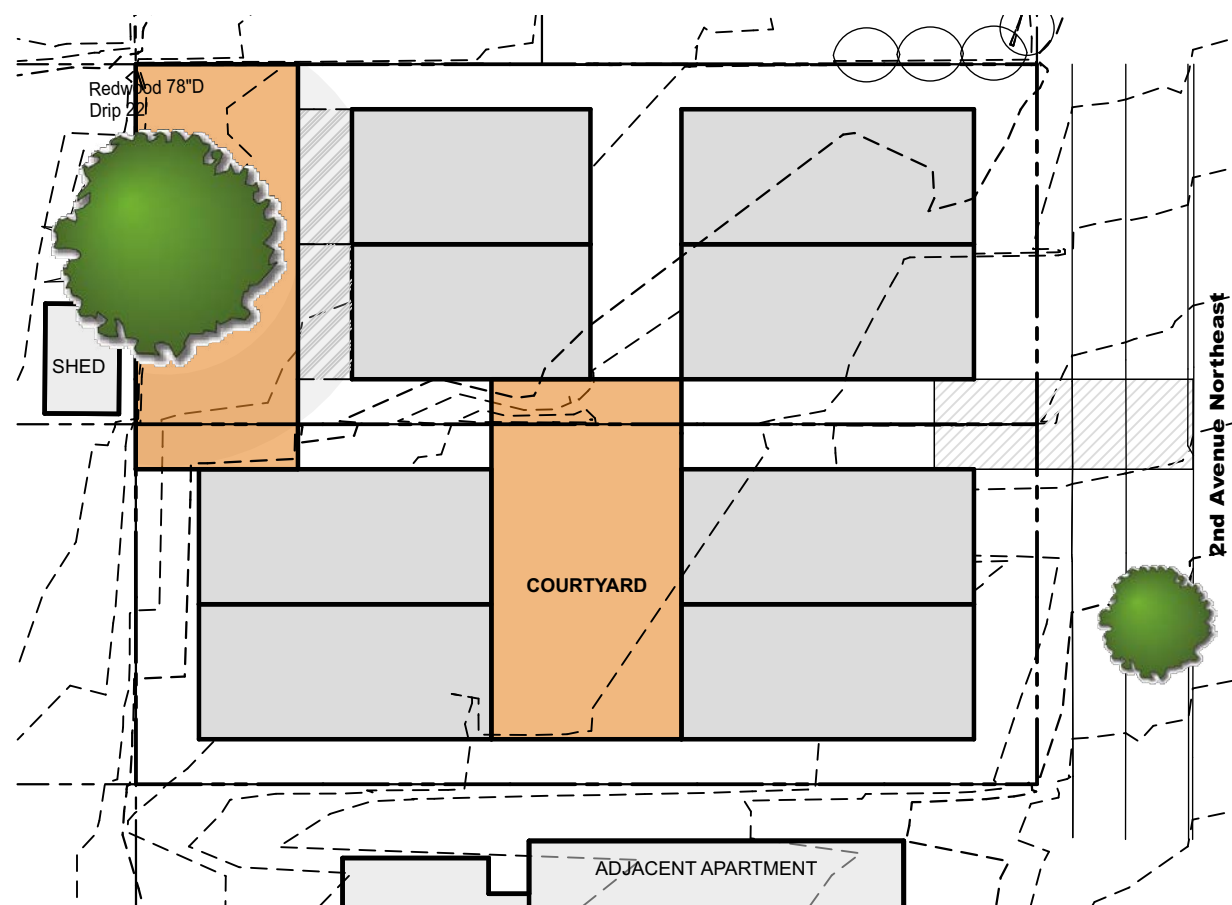 Redwood 78"D
Drip 22'
SHED
COURTYARD
2nd Avenue Northeast
ADJACENT APARTMENT